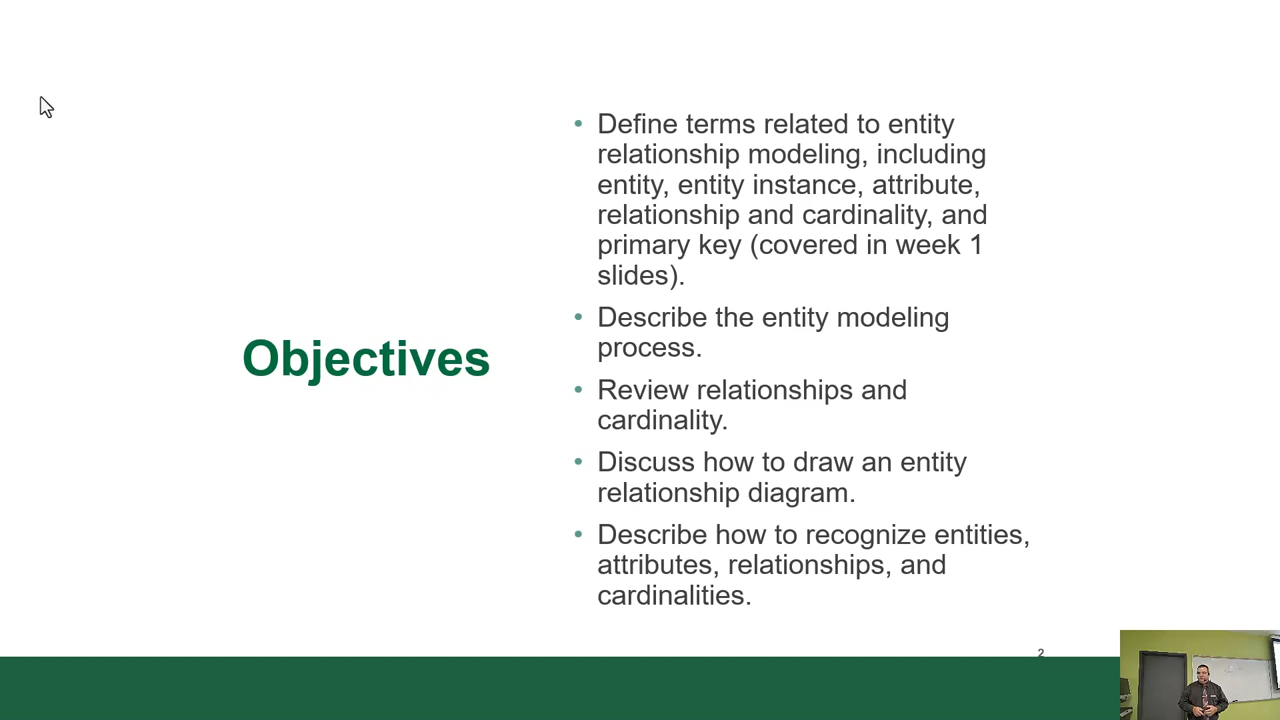 Objectives
• Define terms related to entity
relationship modeling, including
entity, entity instance, attribute,
relationship and cardinality, and
primary key (covered in week 1
slides).
• Describe the entity modeling
process.
• Review relationships and
cardinality.
• Discuss how to draw an entity
relationship diagram.
• Describe how to recognize entities,
attributes, relationships, and
cardinalities.
2